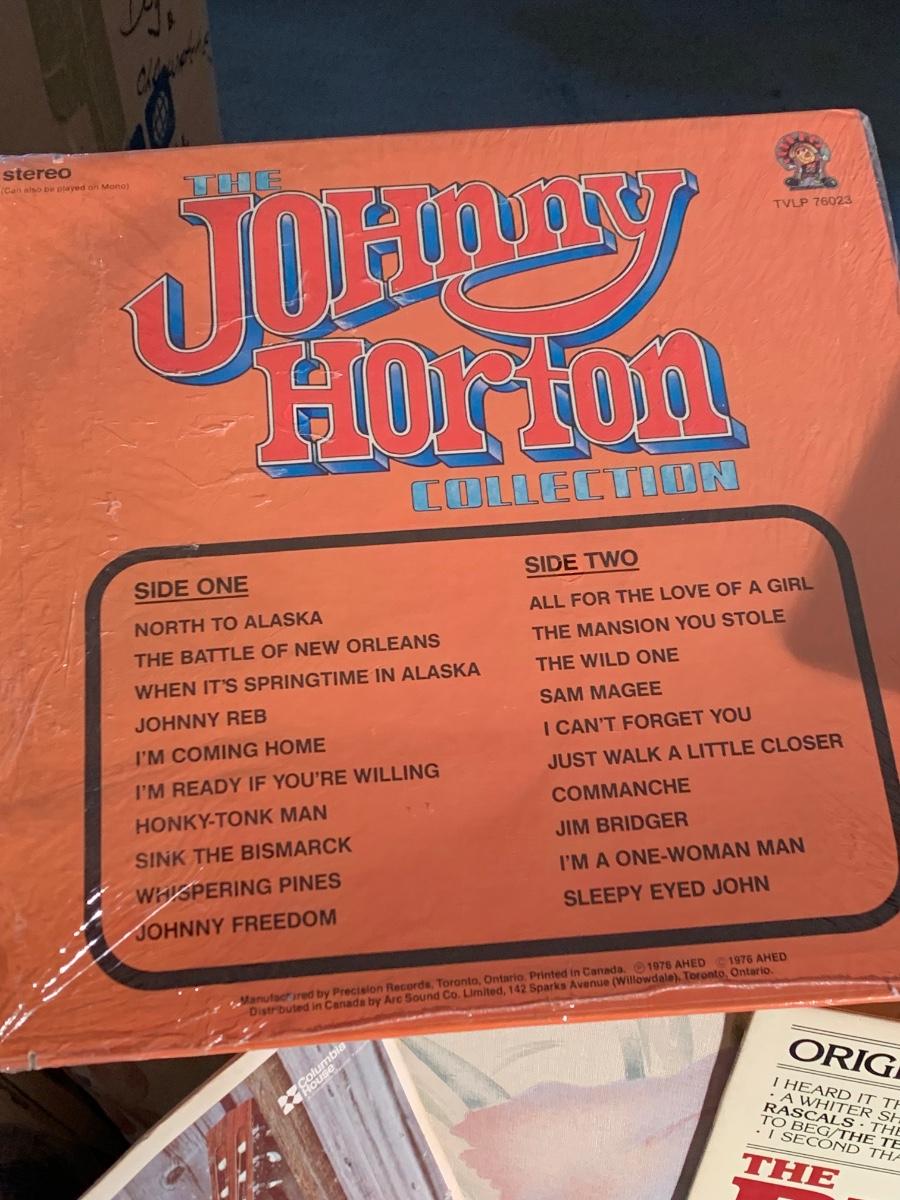 stereo
(Can also be played on Mono)
TVLP 76023
THE
JOHnny
HOrton
COLLECTION
SIDE ONE
NORTH TO ALASKA
THE BATTLE OF NEW ORLEANS
WHEN IT'S SPRINGTIME IN ALASKA
JOHNNY REB
I'M COMING HOME
I'M READY IF YOU'RE WILLING
HONKY-TONK MAN
SINK THE BISMARCK
WHISPERING PINES
JOHNNY FREEDOM
SIDE TWO
ALL FOR THE LOVE OF A GIRL
THE MANSION YOU STOLE
THE WILD ONE
SAM MAGEE
I CAN'T FORGET YOU
JUST WALK A LITTLE CLOSER
COMMANCHE
JIM BRIDGER
I'M A ONE-WOMAN MAN
SLEEPY EYED JOHN
Manufactured by Precision Records, Toronto, Ontario. Printed in Canada. ℗1976 AHED ©1976 AHED
Distributed in Canada by Arc Sound Co. Limited, 142 Sparks Avenue (Willowdale), Toronto, Ontario.
Columbia
House
ORIG
I HEARD IT TH
· A WHITER SH
RASCALS · TH
TO BEG/THE TE
· I SECOND THA
THE